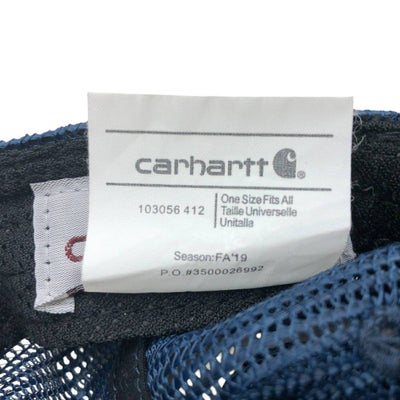 carhartt®
103056 412
One Size Fits All
Taille Universelle
Unitalla
Season:FA'19
P.O #3500026992